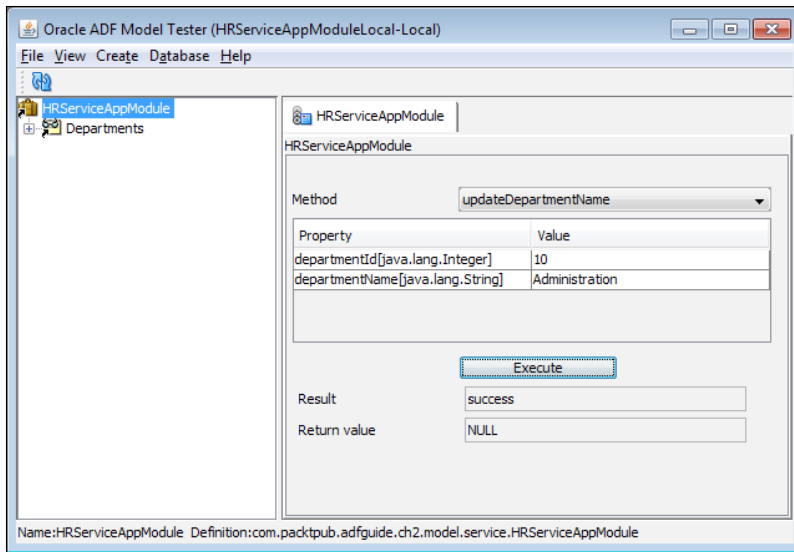 Oracle ADF Model Tester (HRServiceAppModuleLocal-Local)
File View Create Database Help
HRServiceAppModule
Departments
HRServiceAppModule
HRServiceAppModule
Method updateDepartmentName
Property Value
departmentId[java.lang.Integer] 10
departmentName[java.lang.String] Administration
Execute
Result success
Return value NULL
Name:HRServiceAppModule Definition:com.packtpub.adfguide.ch2.model.service.HRServiceAppModule